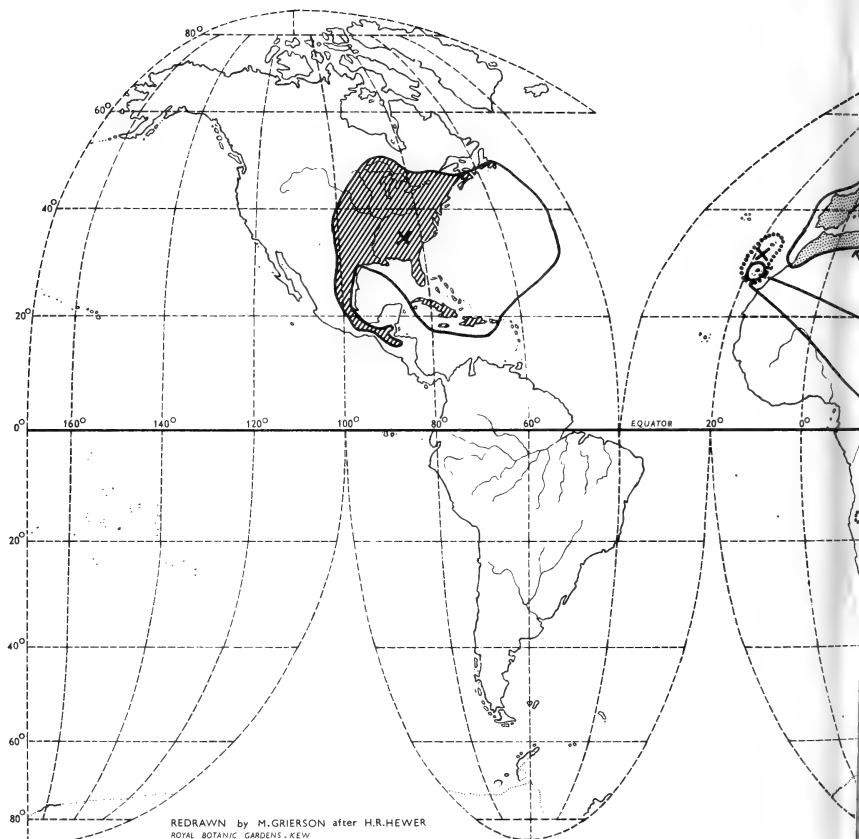 80°
60°
40°
20°
0° 160° 140° 120° 100° 80° 60° EQUATOR 20° 0°
20°
40°
60°
80°
REDRAWN by M.GRIERSON after H.R.HEWER
ROYAL BOTANIC GARDENS . KEW